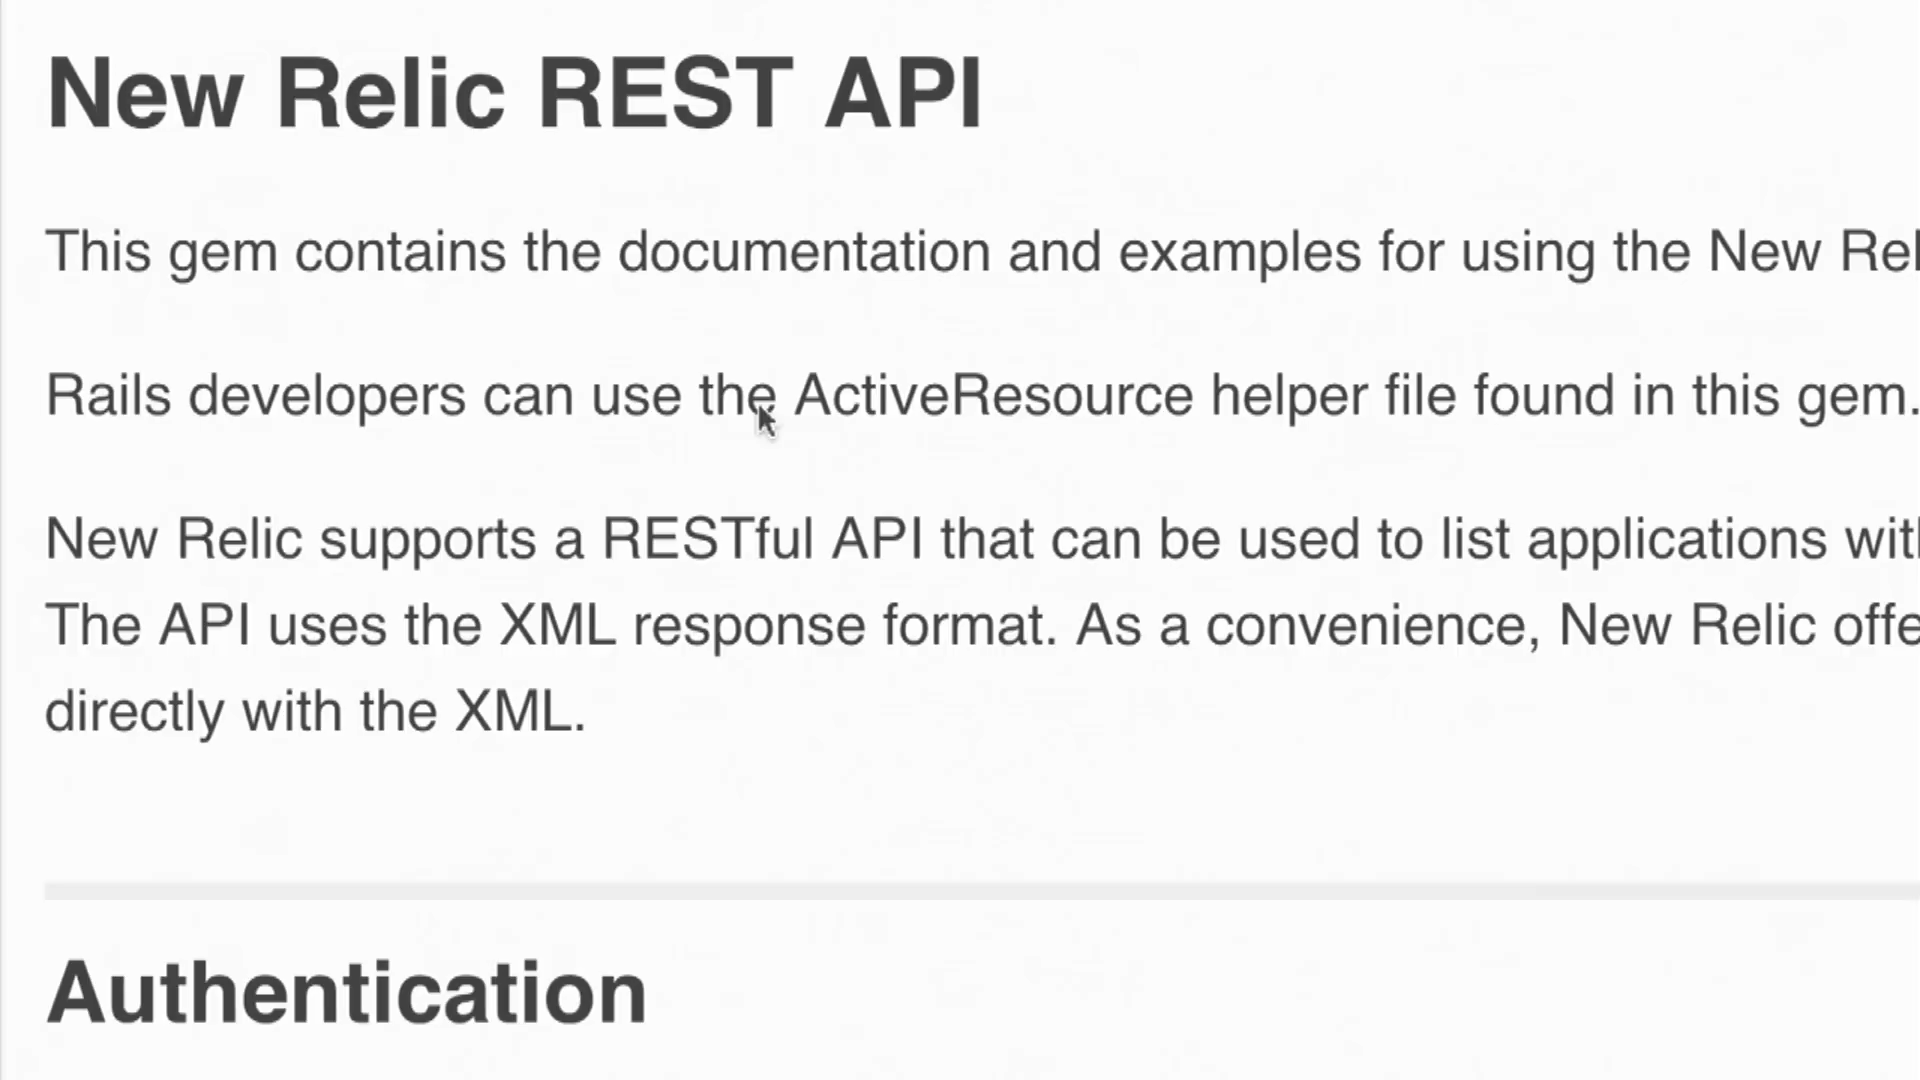 New Relic REST API
This gem contains the documentation and examples for using the New Rel
Rails developers can use the ActiveResource helper file found in this gem.
New Relic supports a RESTful API that can be used to list applications with
The API uses the XML response format. As a convenience, New Relic offe
directly with the XML.
Authentication